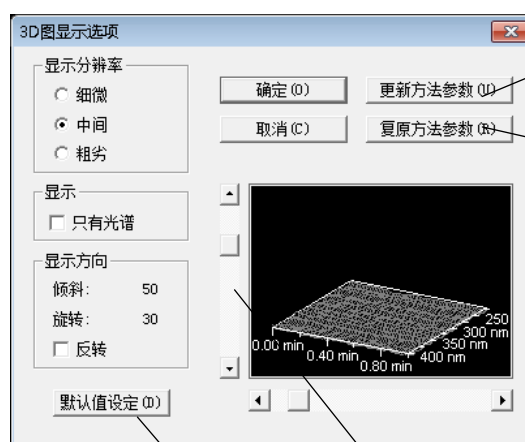 3D图显示选项
显示分辨率
细微
中间
粗劣
确定(O)
更新方法参数(U)
取消(C)
复原方法参数(R)
显示
只有光谱
显示方向
倾斜: 50
旋转: 30
反转
默认值设定(D)
0.00 min
0.40 min
0.80 min
250
300 nm
350 nm
400 nm